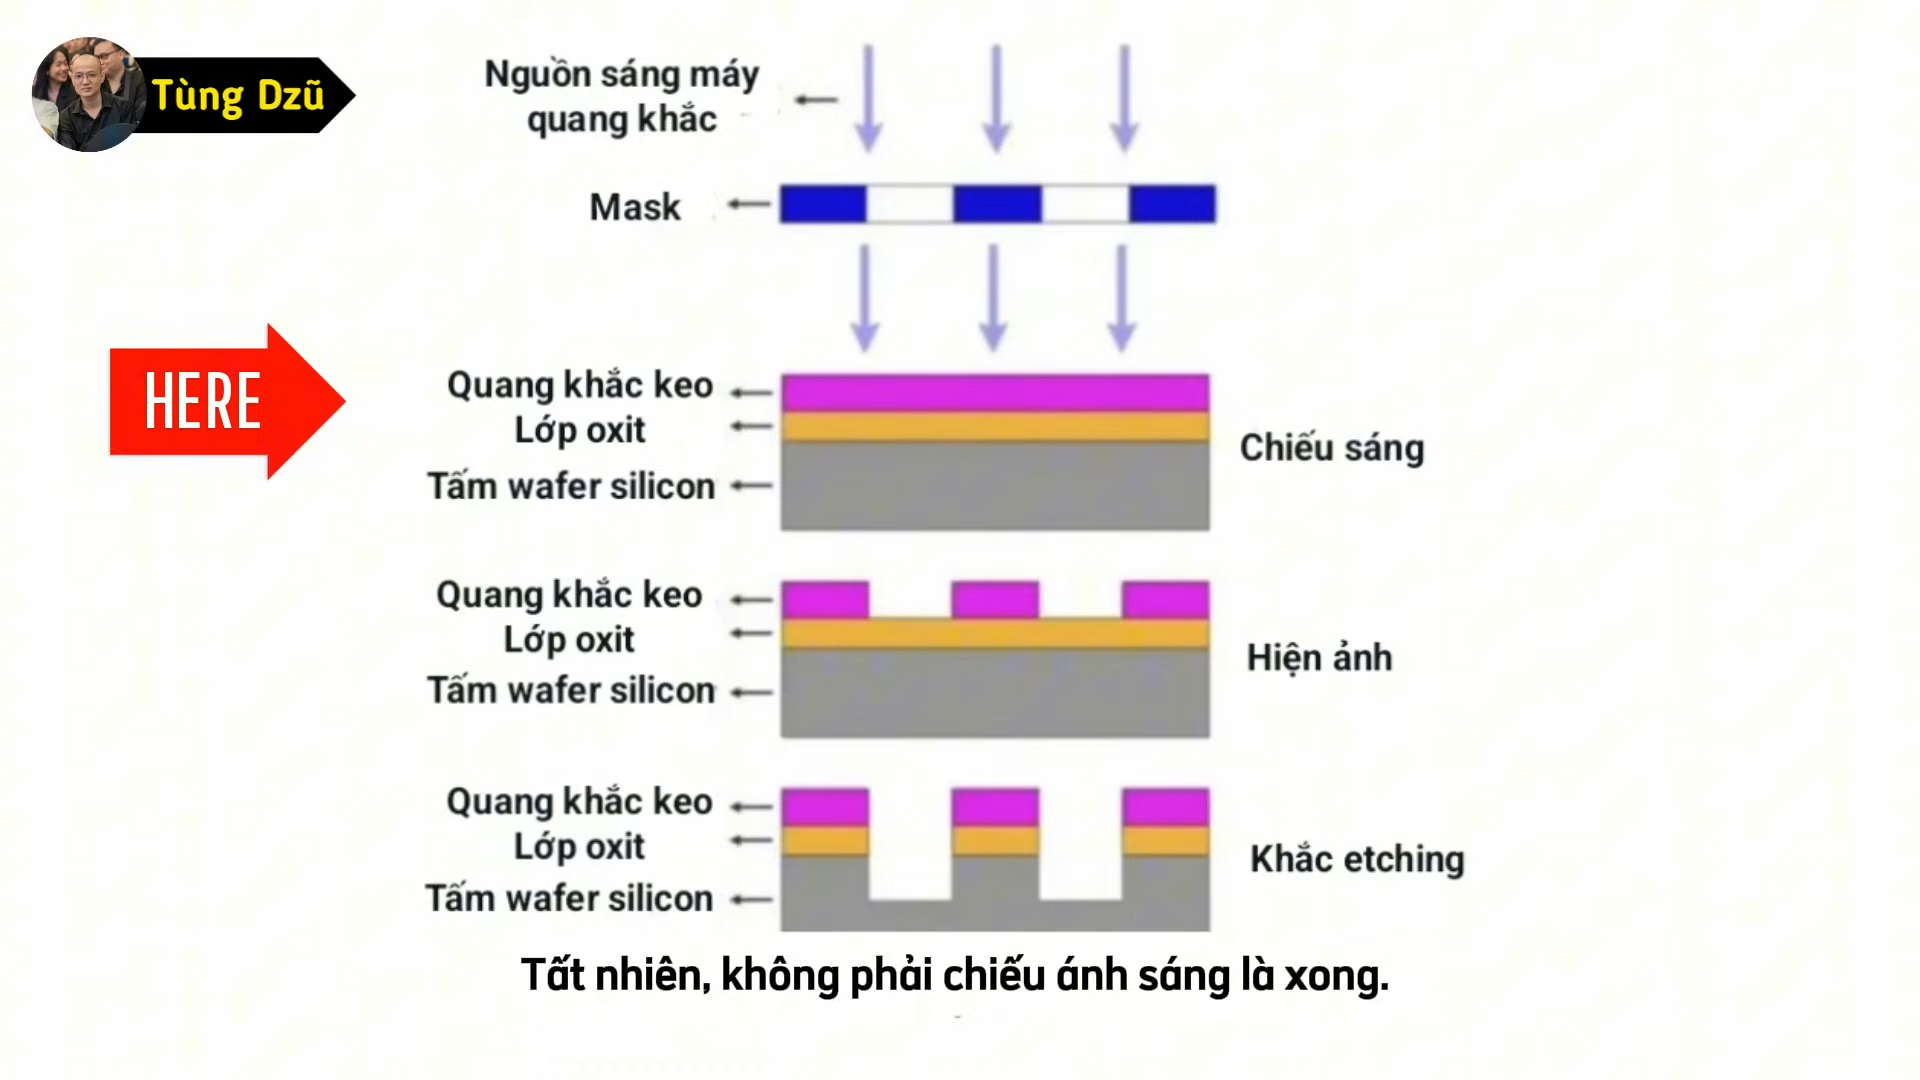 Tùng Dzũ
Nguồn sáng máy
quang khắc
Mask
HERE
Quang khắc keo
Lớp oxit
Tấm wafer silicon
Chiếu sáng
Quang khắc keo
Lớp oxit
Tấm wafer silicon
Hiện ảnh
Quang khắc keo
Lớp oxit
Tấm wafer silicon
Khắc etching
Tất nhiên, không phải chiếu ánh sáng là xong.